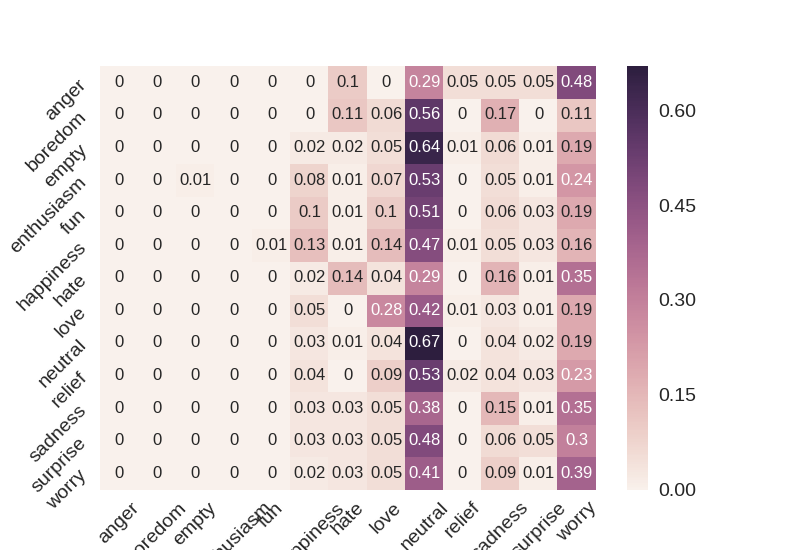 anger 0 0 0 0 0 0 0.1 0 0.29 0.05 0.05 0.05 0.48
boredom 0 0 0 0 0 0 0.11 0.06 0.56 0 0.17 0 0.11
empty 0 0 0 0 0 0.02 0.02 0.05 0.64 0.01 0.06 0.01 0.19
enthusiasm 0 0 0.01 0 0 0.08 0.01 0.07 0.53 0 0.05 0.01 0.24
fun 0 0 0 0 0 0.1 0.01 0.1 0.51 0 0.06 0.03 0.19
happiness 0 0 0 0 0.01 0.13 0.01 0.14 0.47 0.01 0.05 0.03 0.16
hate 0 0 0 0 0 0.02 0.14 0.04 0.29 0 0.16 0.01 0.35
love 0 0 0 0 0 0.05 0 0.28 0.42 0.01 0.03 0.01 0.19
neutral 0 0 0 0 0 0.03 0.01 0.04 0.67 0 0.04 0.02 0.19
relief 0 0 0 0 0 0.04 0 0.09 0.53 0.02 0.04 0.03 0.23
sadness 0 0 0 0 0 0.03 0.03 0.05 0.38 0 0.15 0.01 0.35
surprise 0 0 0 0 0 0.03 0.03 0.05 0.48 0 0.06 0.05 0.3
worry 0 0 0 0 0 0.02 0.03 0.05 0.41 0 0.09 0.01 0.39
anger oredom empty husiasm fun ppiness hate love neutral relief sadness surprise worry
0.60
0.45
0.30
0.15
0.00